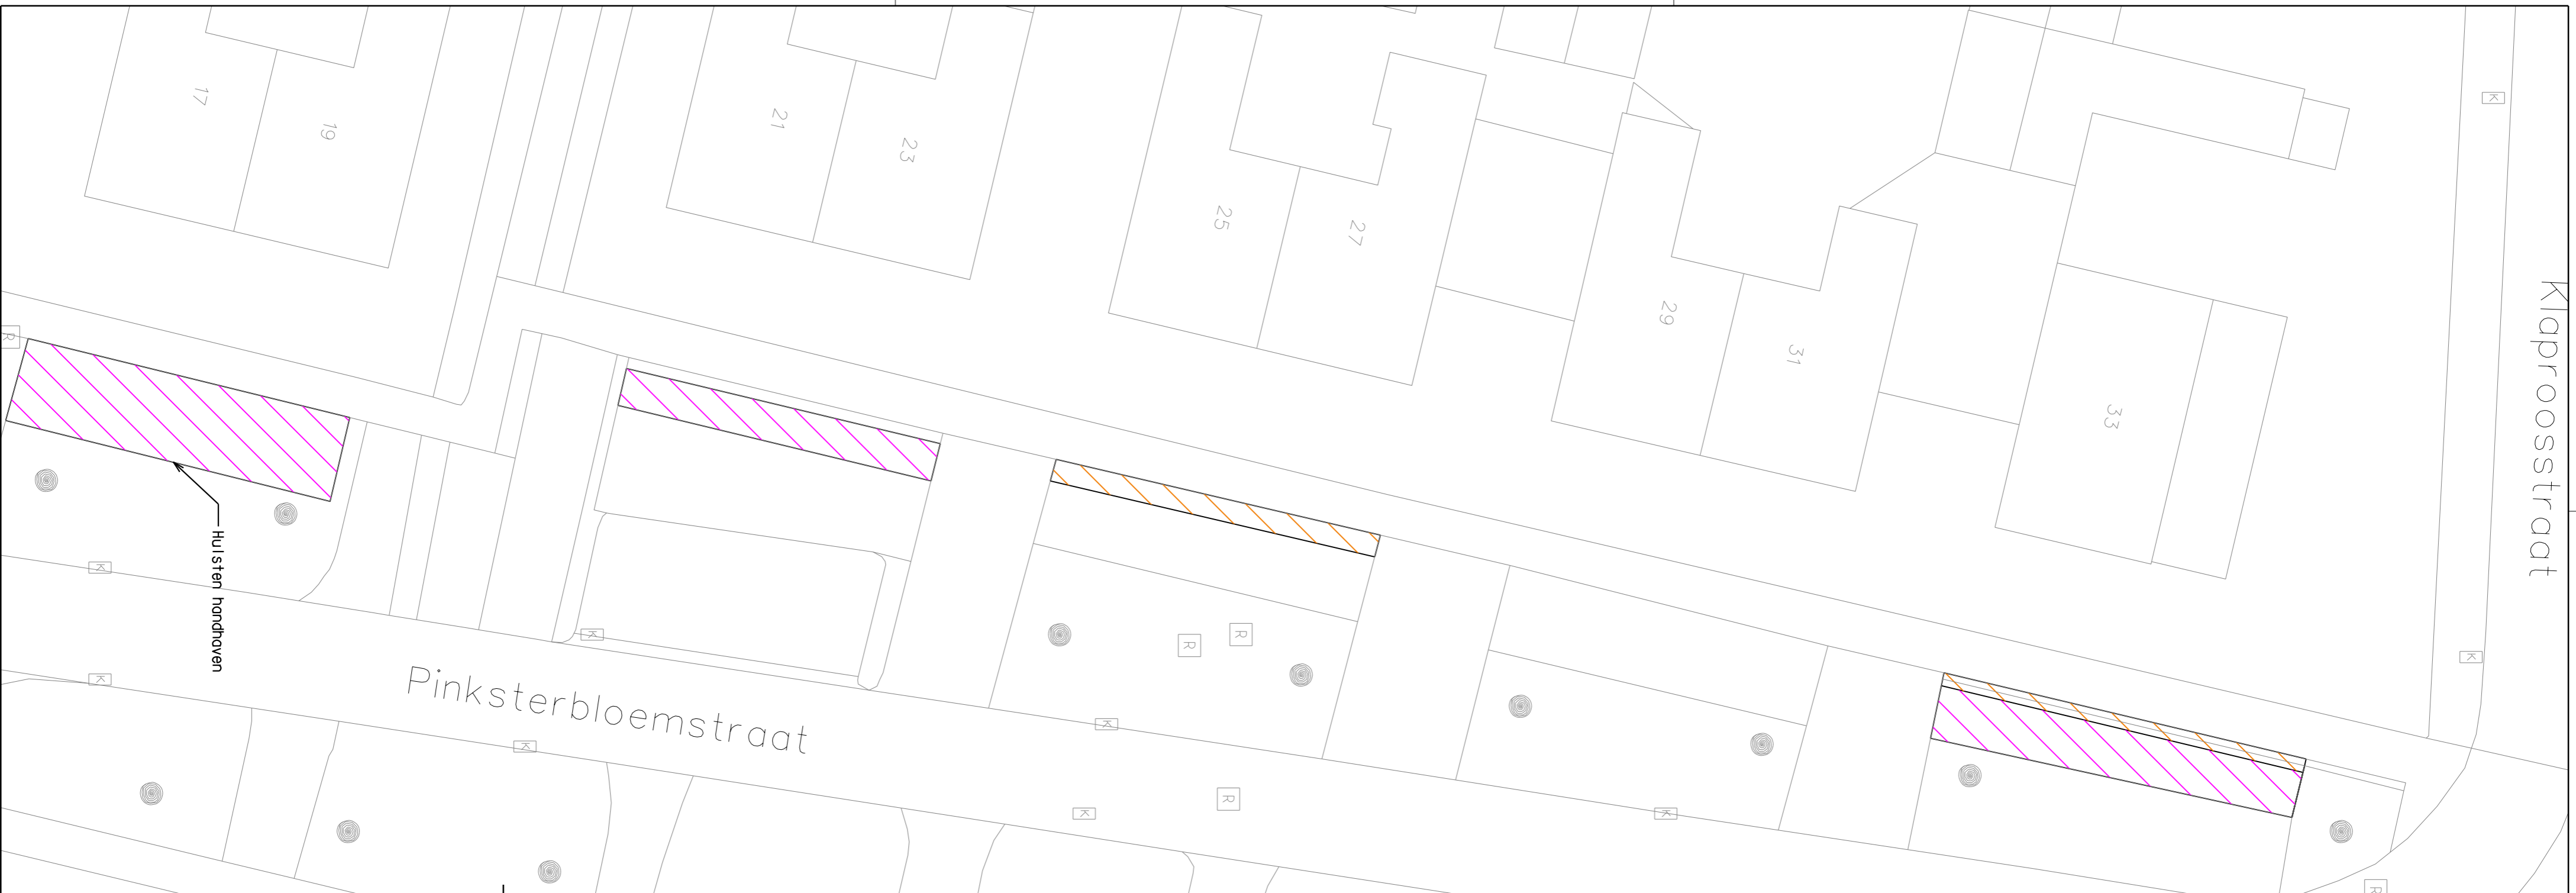 17
19
21
23
25
27
29
31
33
Klaproosstraat
Pinksterbloemstraat
Hulsten handhaven
K
K
K
K
K
K
K
K
K
R
R
R
R
R